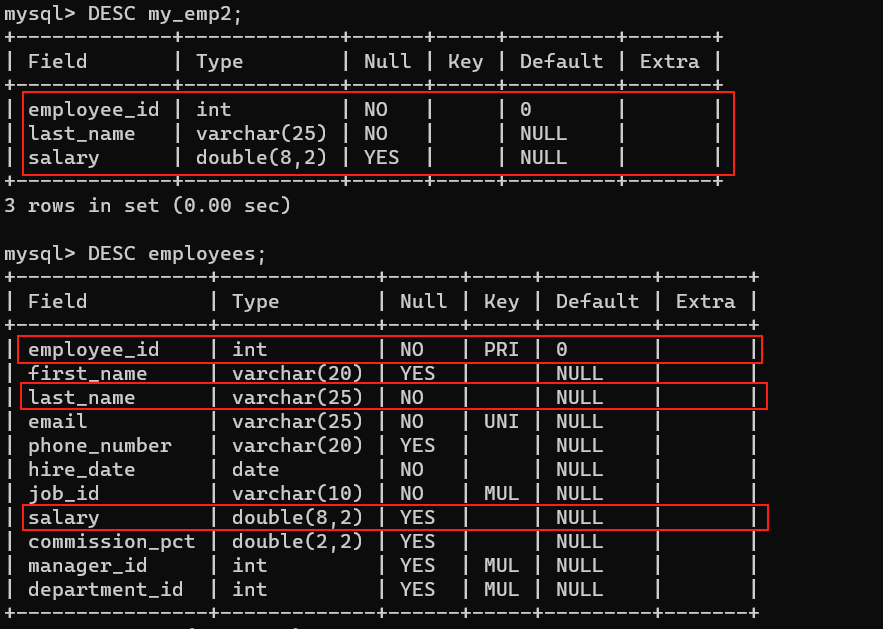 mysql> DESC my_emp2;
+-------------+-------------+------+-----+---------+-------+
| Field       | Type        | Null | Key | Default | Extra |
+-------------+-------------+------+-----+---------+-------+
| employee_id | int         | NO   |     | 0       |       |
| last_name   | varchar(25) | NO   |     | NULL    |       |
| salary      | double(8,2) | YES  |     | NULL    |       |
+-------------+-------------+------+-----+---------+-------+
3 rows in set (0.00 sec)
mysql> DESC employees;
+----------------+-------------+------+-----+---------+-------+
| Field          | Type        | Null | Key | Default | Extra |
+----------------+-------------+------+-----+---------+-------+
| employee_id    | int         | NO   | PRI | 0       |       |
| first_name     | varchar(20) | YES  |     | NULL    |       |
| last_name      | varchar(25) | NO   |     | NULL    |       |
| email          | varchar(25) | NO   | UNI | NULL    |       |
| phone_number   | varchar(20) | YES  |     | NULL    |       |
| hire_date      | date        | NO   |     | NULL    |       |
| job_id         | varchar(10) | NO   | MUL | NULL    |       |
| salary         | double(8,2) | YES  |     | NULL    |       |
| commission_pct | double(2,2) | YES  |     | NULL    |       |
| manager_id     | int         | YES  | MUL | NULL    |       |
| department_id  | int         | YES  | MUL | NULL    |       |
+----------------+-------------+------+-----+---------+-------+